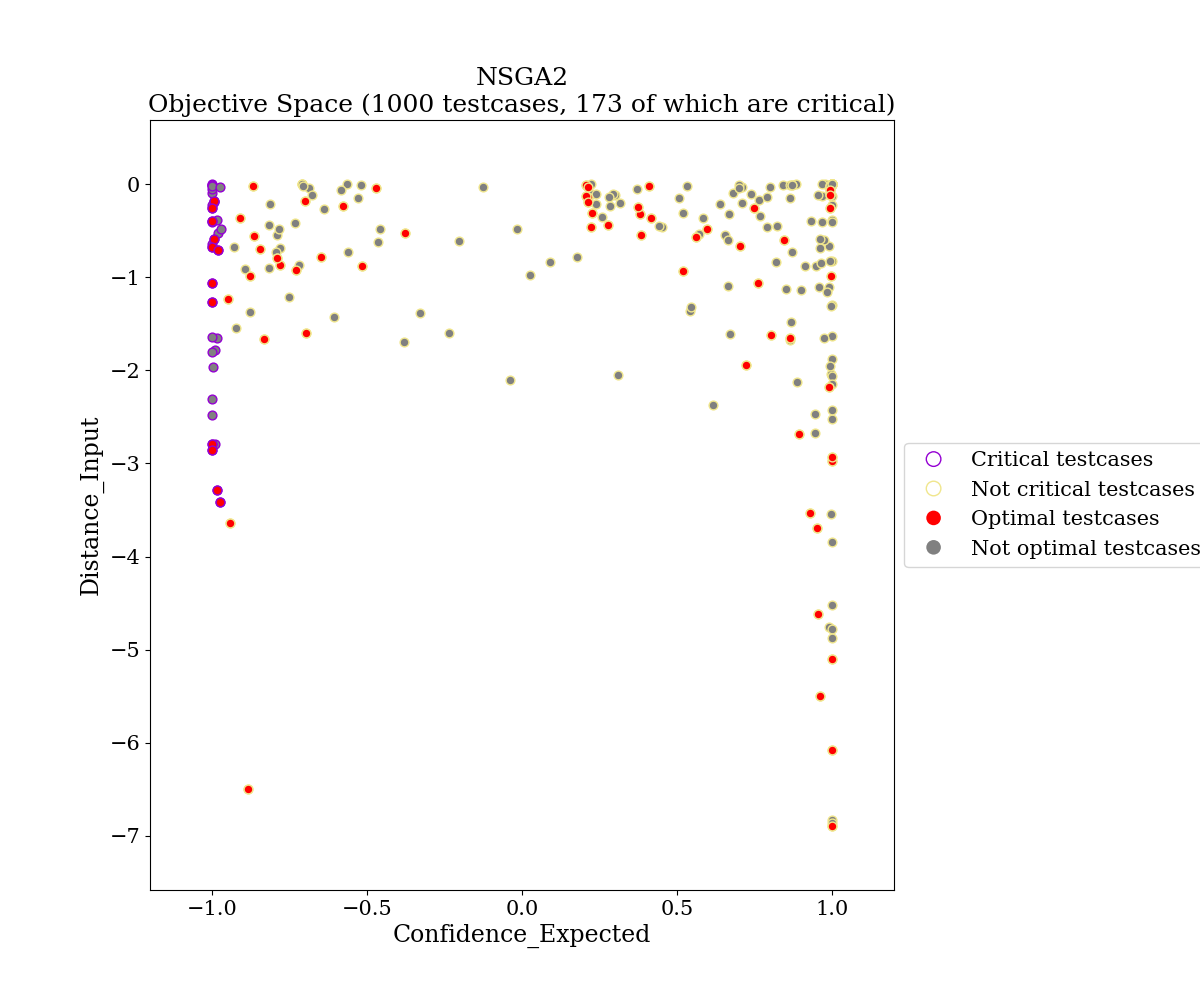 NSGA2
Objective Space (1000 testcases, 173 of which are critical)
0
−1
−2
−3
−4
−5
−6
−7
Distance_Input
−1.0
−0.5
0.0
0.5
1.0
Confidence_Expected
Critical testcases
Not critical testcases
Optimal testcases
Not optimal testcases